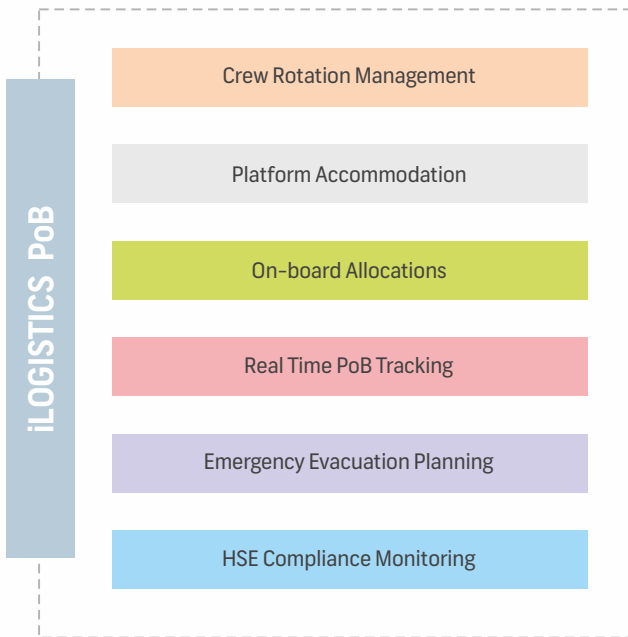 iLOGISTICS PoB
Crew Rotation Management
Platform Accommodation
On-board Allocations
Real Time PoB Tracking
Emergency Evacuation Planning
HSE Compliance Monitoring